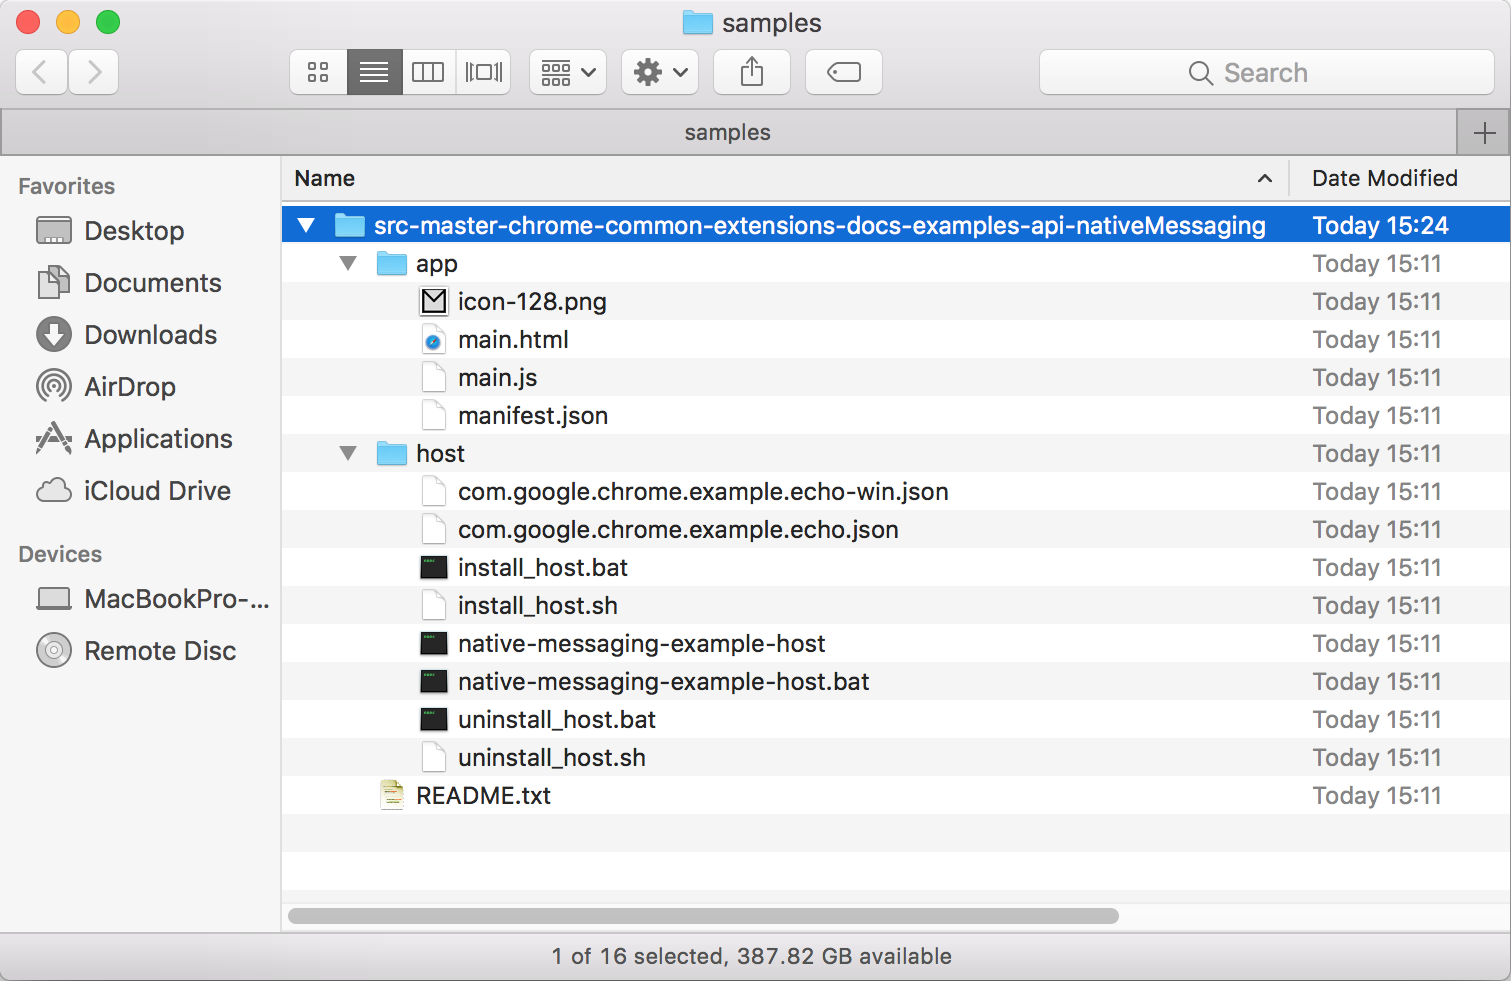 samples
Search
samples
Favorites
Desktop
Documents
Downloads
AirDrop
Applications
iCloud Drive
Devices
MacBookPro-...
Remote Disc
Name Date Modified
src-master-chrome-common-extensions-docs-examples-api-nativeMessaging Today 15:24
app Today 15:11
icon-128.png Today 15:11
main.html Today 15:11
main.js Today 15:11
manifest.json Today 15:11
host Today 15:11
com.google.chrome.example.echo-win.json Today 15:11
com.google.chrome.example.echo.json Today 15:11
install_host.bat Today 15:11
install_host.sh Today 15:11
native-messaging-example-host Today 15:11
native-messaging-example-host.bat Today 15:11
uninstall_host.bat Today 15:11
uninstall_host.sh Today 15:11
README.txt Today 15:11
1 of 16 selected, 387.82 GB available